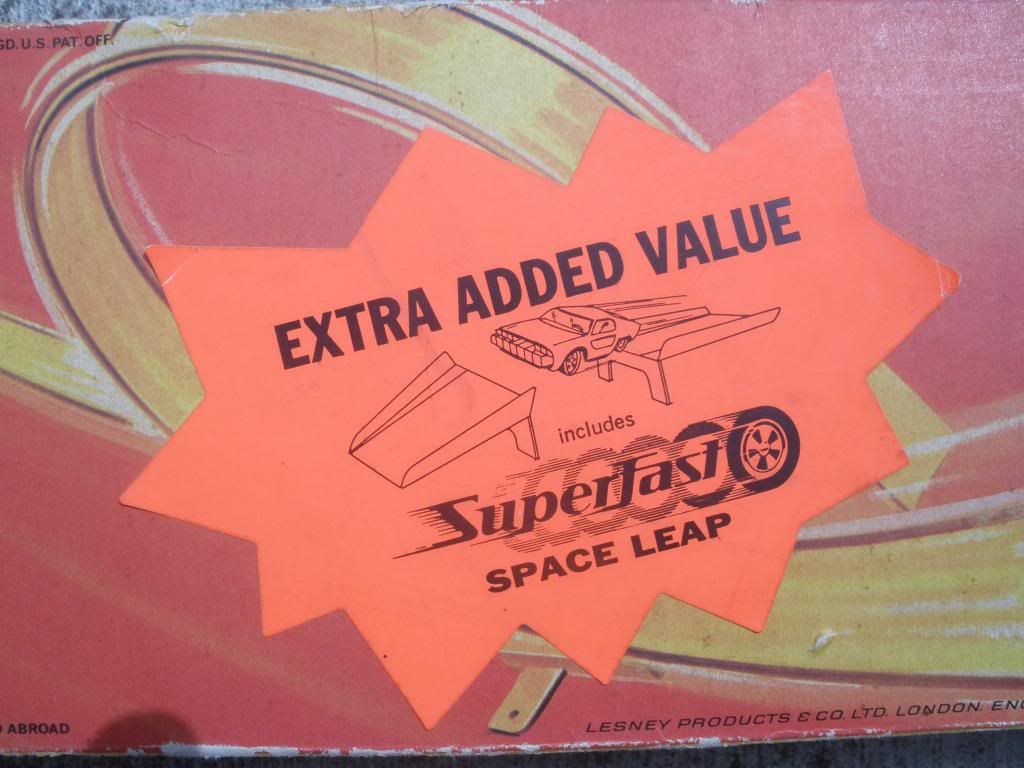 GD. U.S. PAT. OFF.
EXTRA ADDED VALUE
includes
Superfast
SPACE LEAP
ABROAD
LESNEY PRODUCTS & CO. LTD. LONDON. ENG